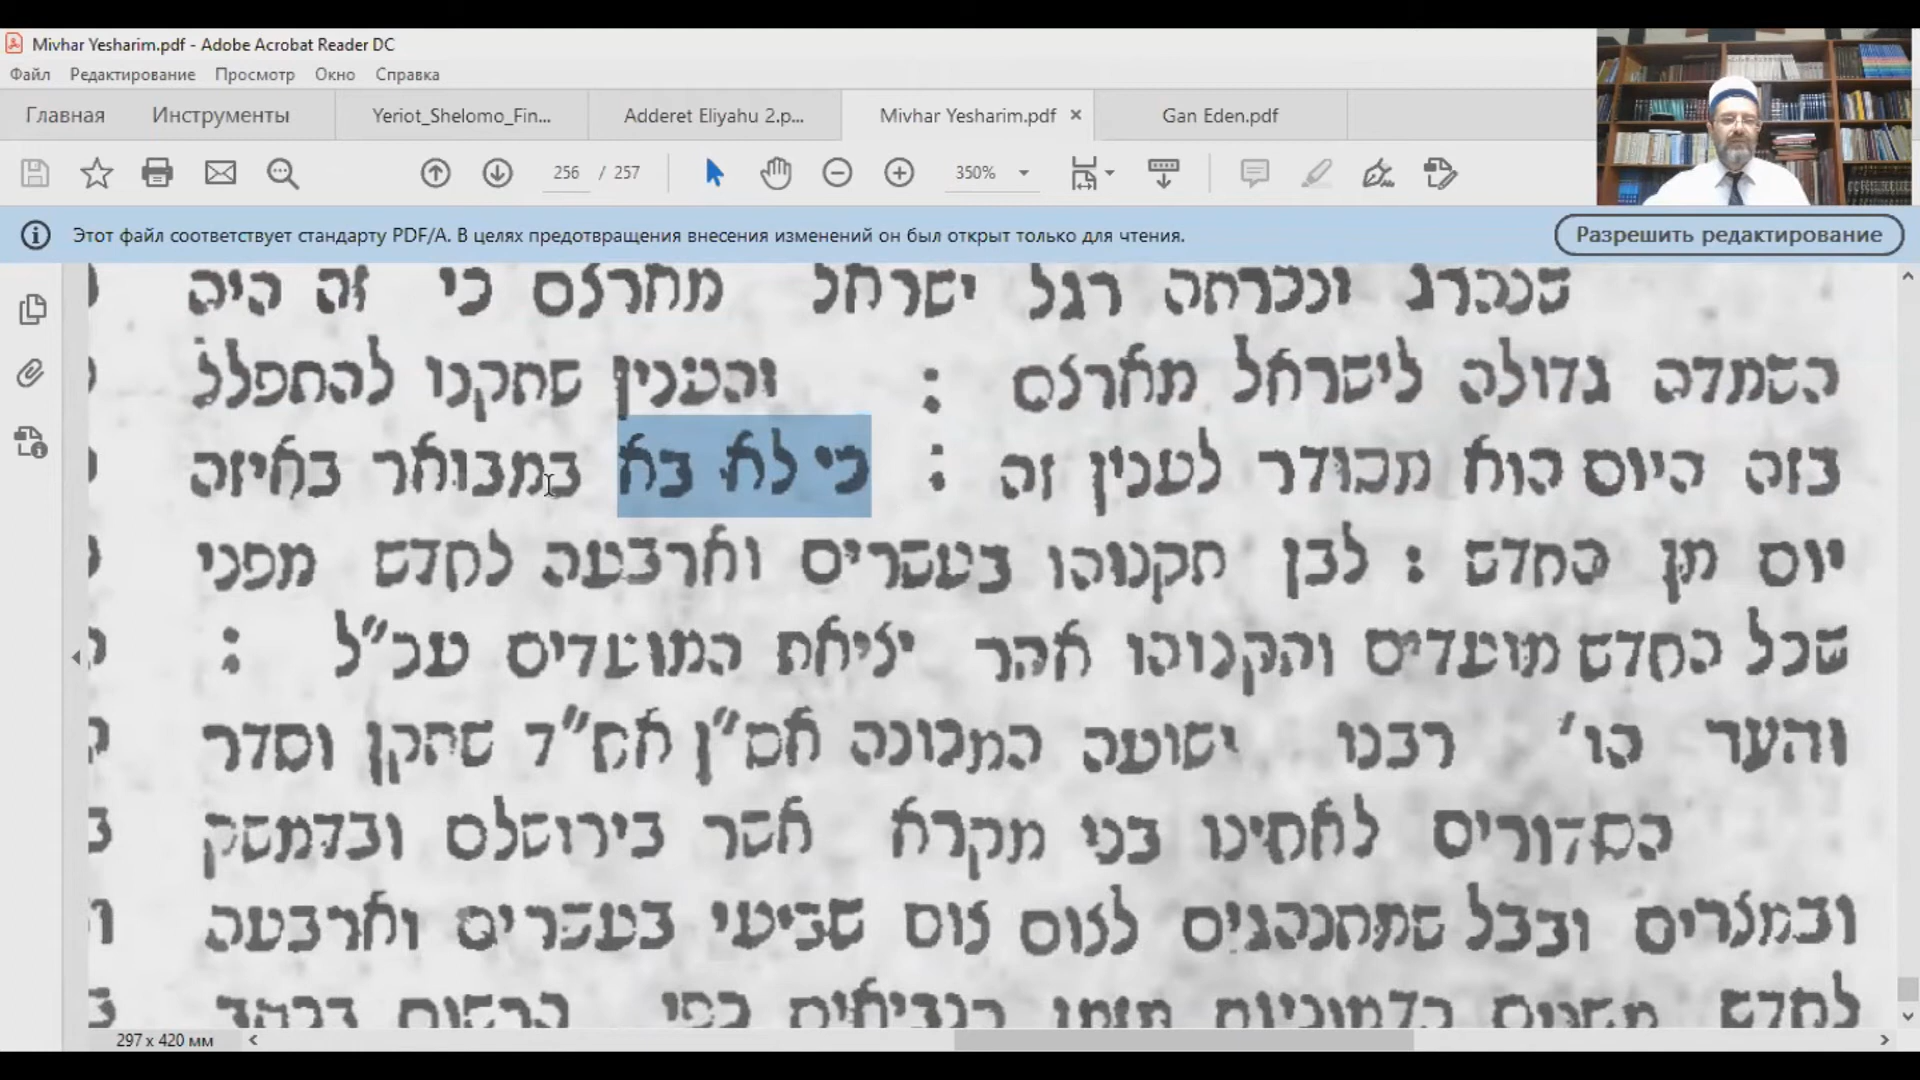 Mivhar Yesharim.pdf - Adobe Acrobat Reader DC
Файл Редактирование Просмотр Окно Справка
Главная Инструменты Yeriot_Shelomo_Fin... Adderet Eliyahu 2.p... Mivhar Yesharim.pdf × Gan Eden.pdf
256 / 257 350%
Этот файл соответствует стандарту PDF/A. В целях предотвращения внесения изменений он был открыт только для чтения. Разрешить редактирование
שנהרג ונכרתה רגל ישראל מארצם כי זה היה
השמדה גדולה לישראל מארצם : והענין שתקנו להתפלל
בזה היום הוא מכודר לענין זה : כי לא בא במבואר באיזה
יום מן החדש : לכן תקנוהו בעשרים וארבעה לחדש מפני
שכל החדש מועדים והקנוהו אחר יציאת המועדים עכ״ל :
והער הו׳ רבנו ישועה המכונה אם״ן אס״ד שתקן וסדר
הסדורים לאחינו בני מקרא אשר בירושלם ובדמשק
ובמצרים ובבל שמתנהגים לצום צום שביעי בעשרים וארבעה
לחדש
297 x 420 мм